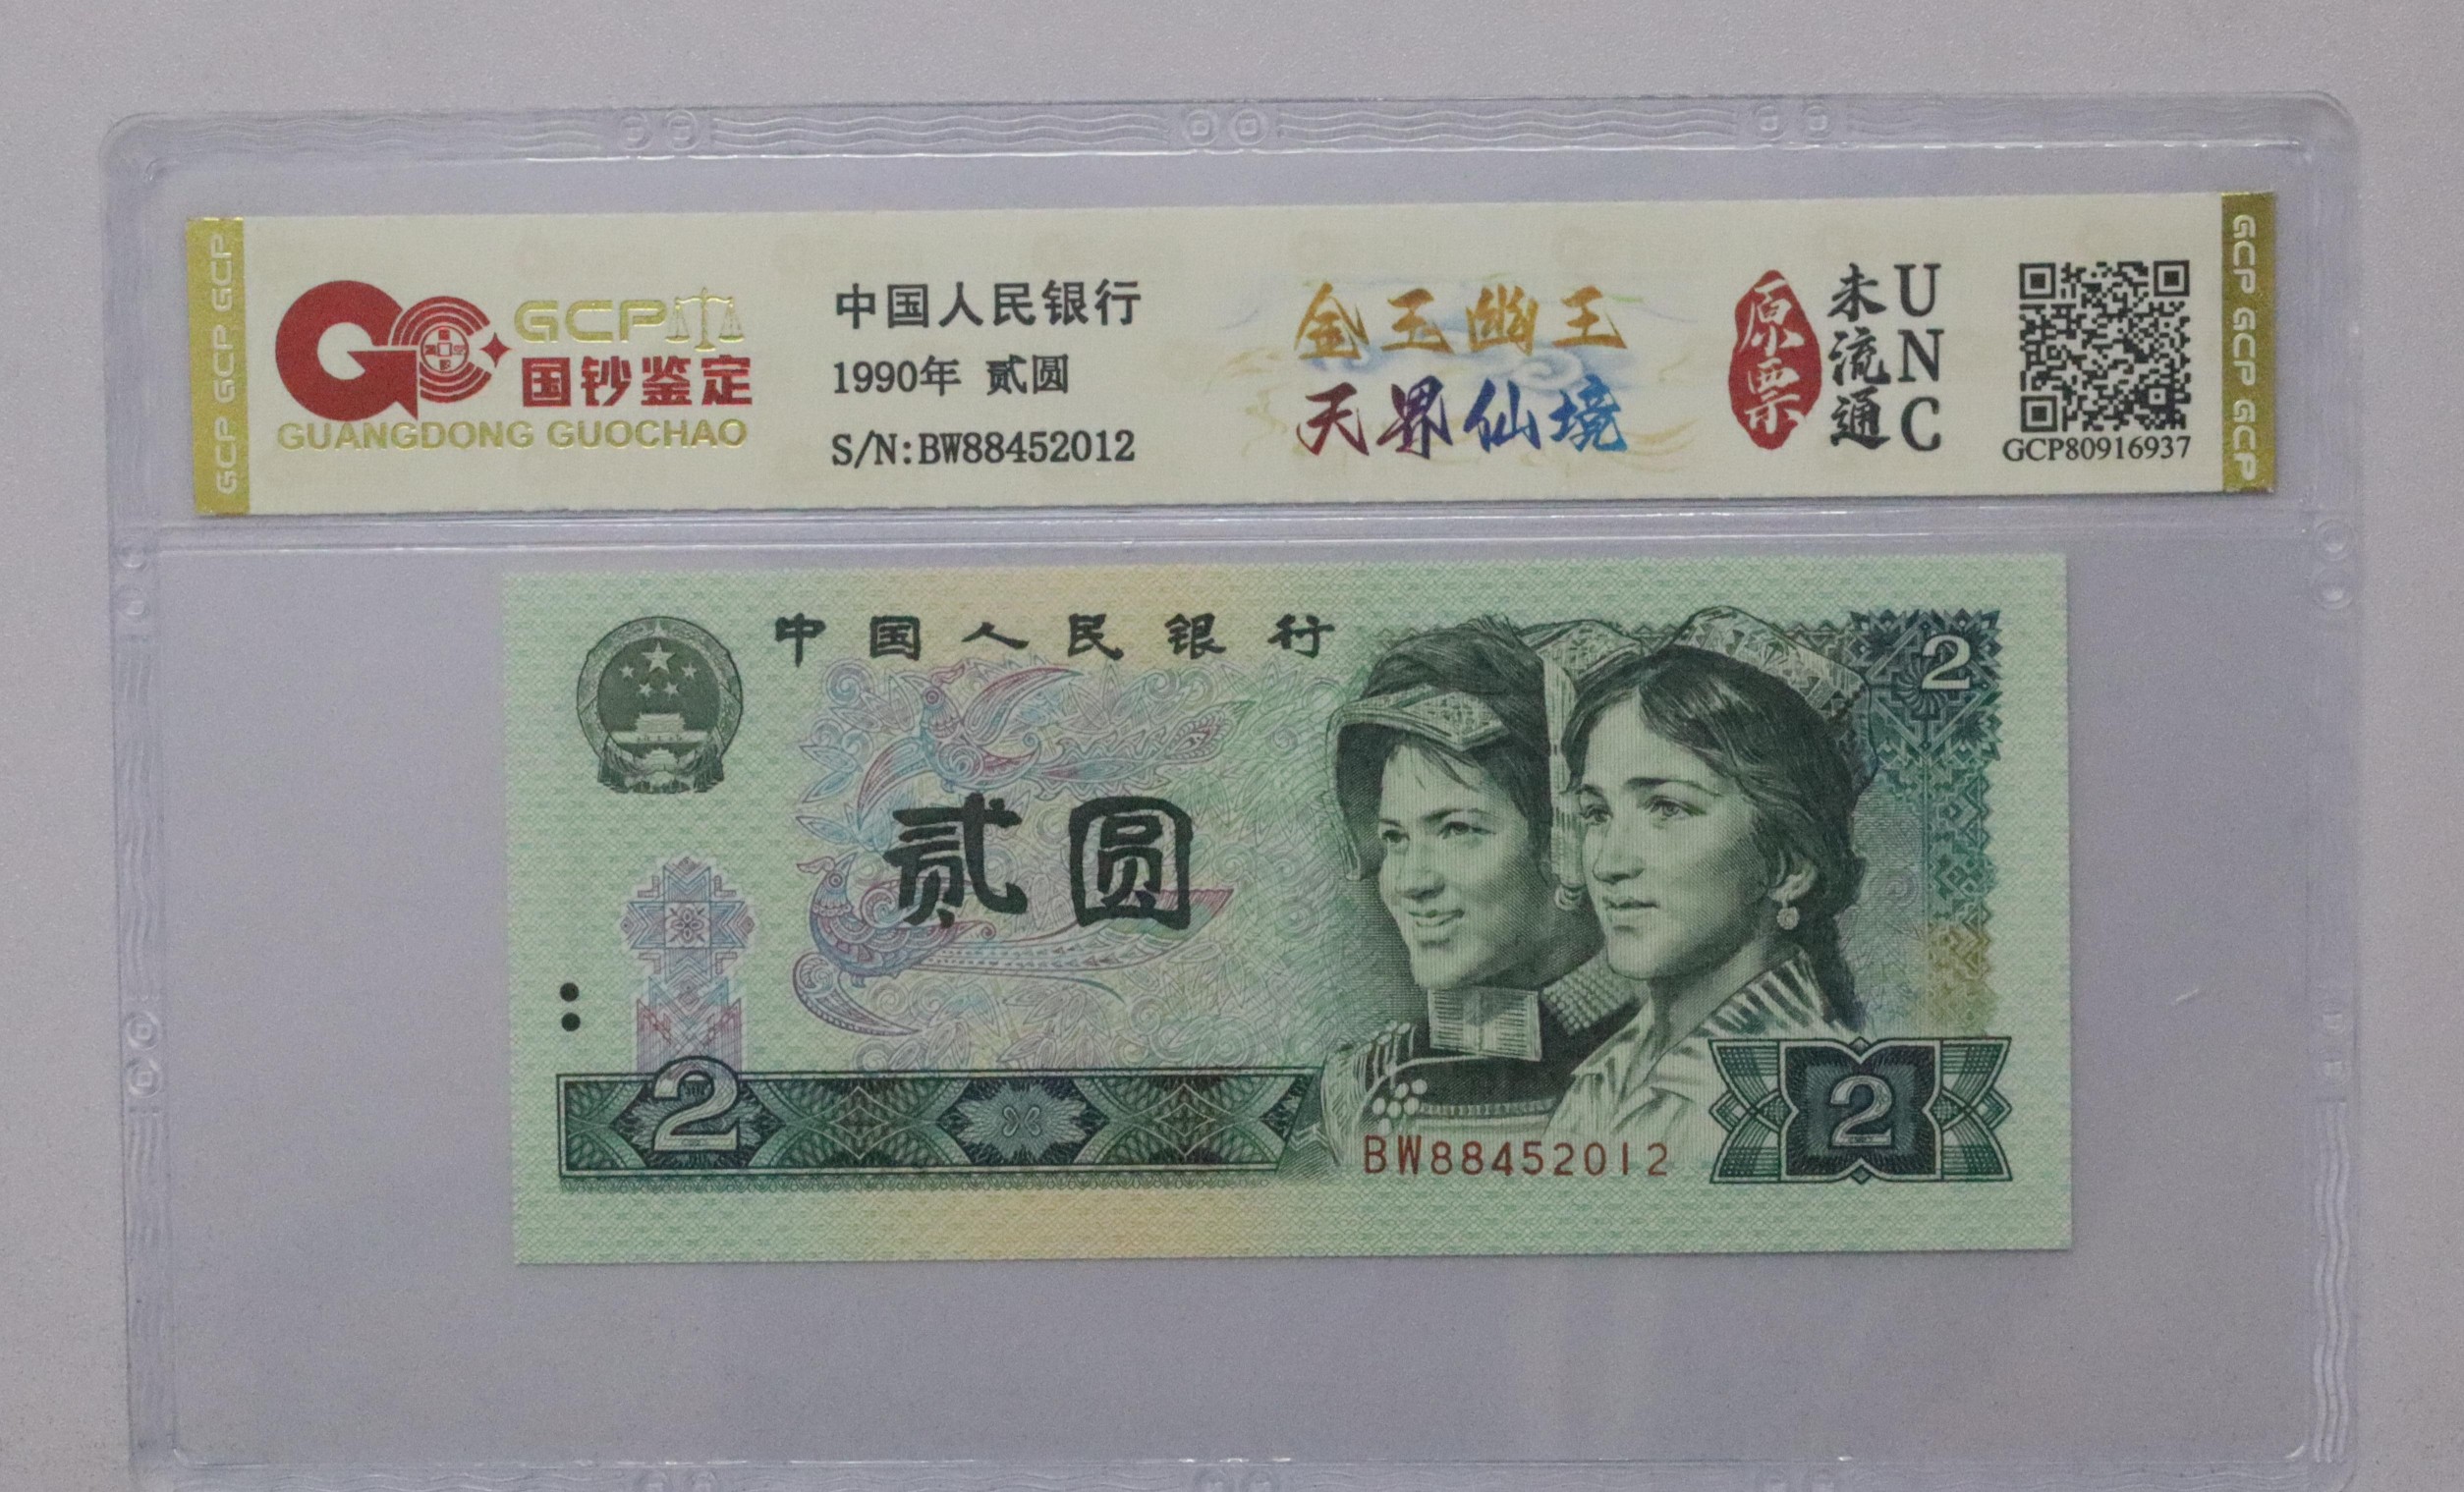 GCP GCP GCP
GCP
国钞鉴定
GUANGDONG GUOCHAO
中国人民银行
1990年 贰圆
S/N:BW88452012
金玉幽王
天界仙境
原票
未流通
UNC
GCP80916937
GCP GCP GCP
中国人民银行
2
贰圆
2
BW88452012
2